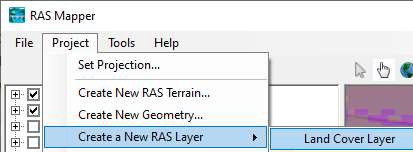 RAS Mapper
File Project Tools Help
Set Projection...
Create New RAS Terrain...
Create New Geometry...
Create a New RAS Layer
Land Cover Layer